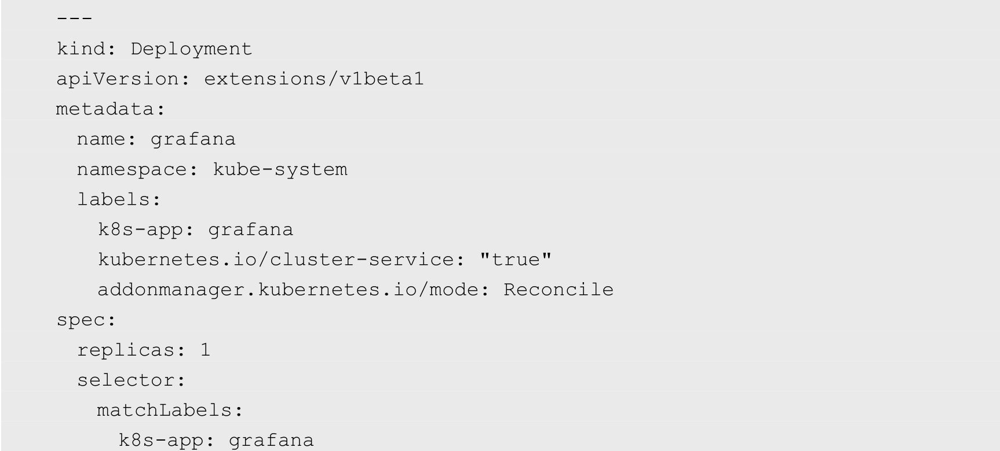 ---
kind: Deployment
apiVersion: extensions/v1beta1
metadata:
  name: grafana
  namespace: kube-system
  labels:
    k8s-app: grafana
    kubernetes.io/cluster-service: "true"
    addonmanager.kubernetes.io/mode: Reconcile
spec:
  replicas: 1
  selector:
    matchLabels:
      k8s-app: grafana